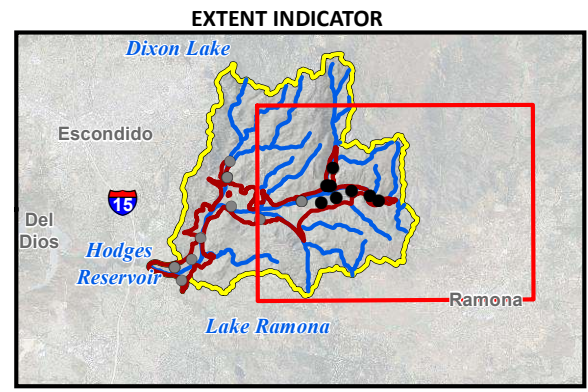 EXTENT INDICATOR
Dixon Lake
Escondido
15
Del
Dios
Hodges
Reservoir
Ramona
Lake Ramona